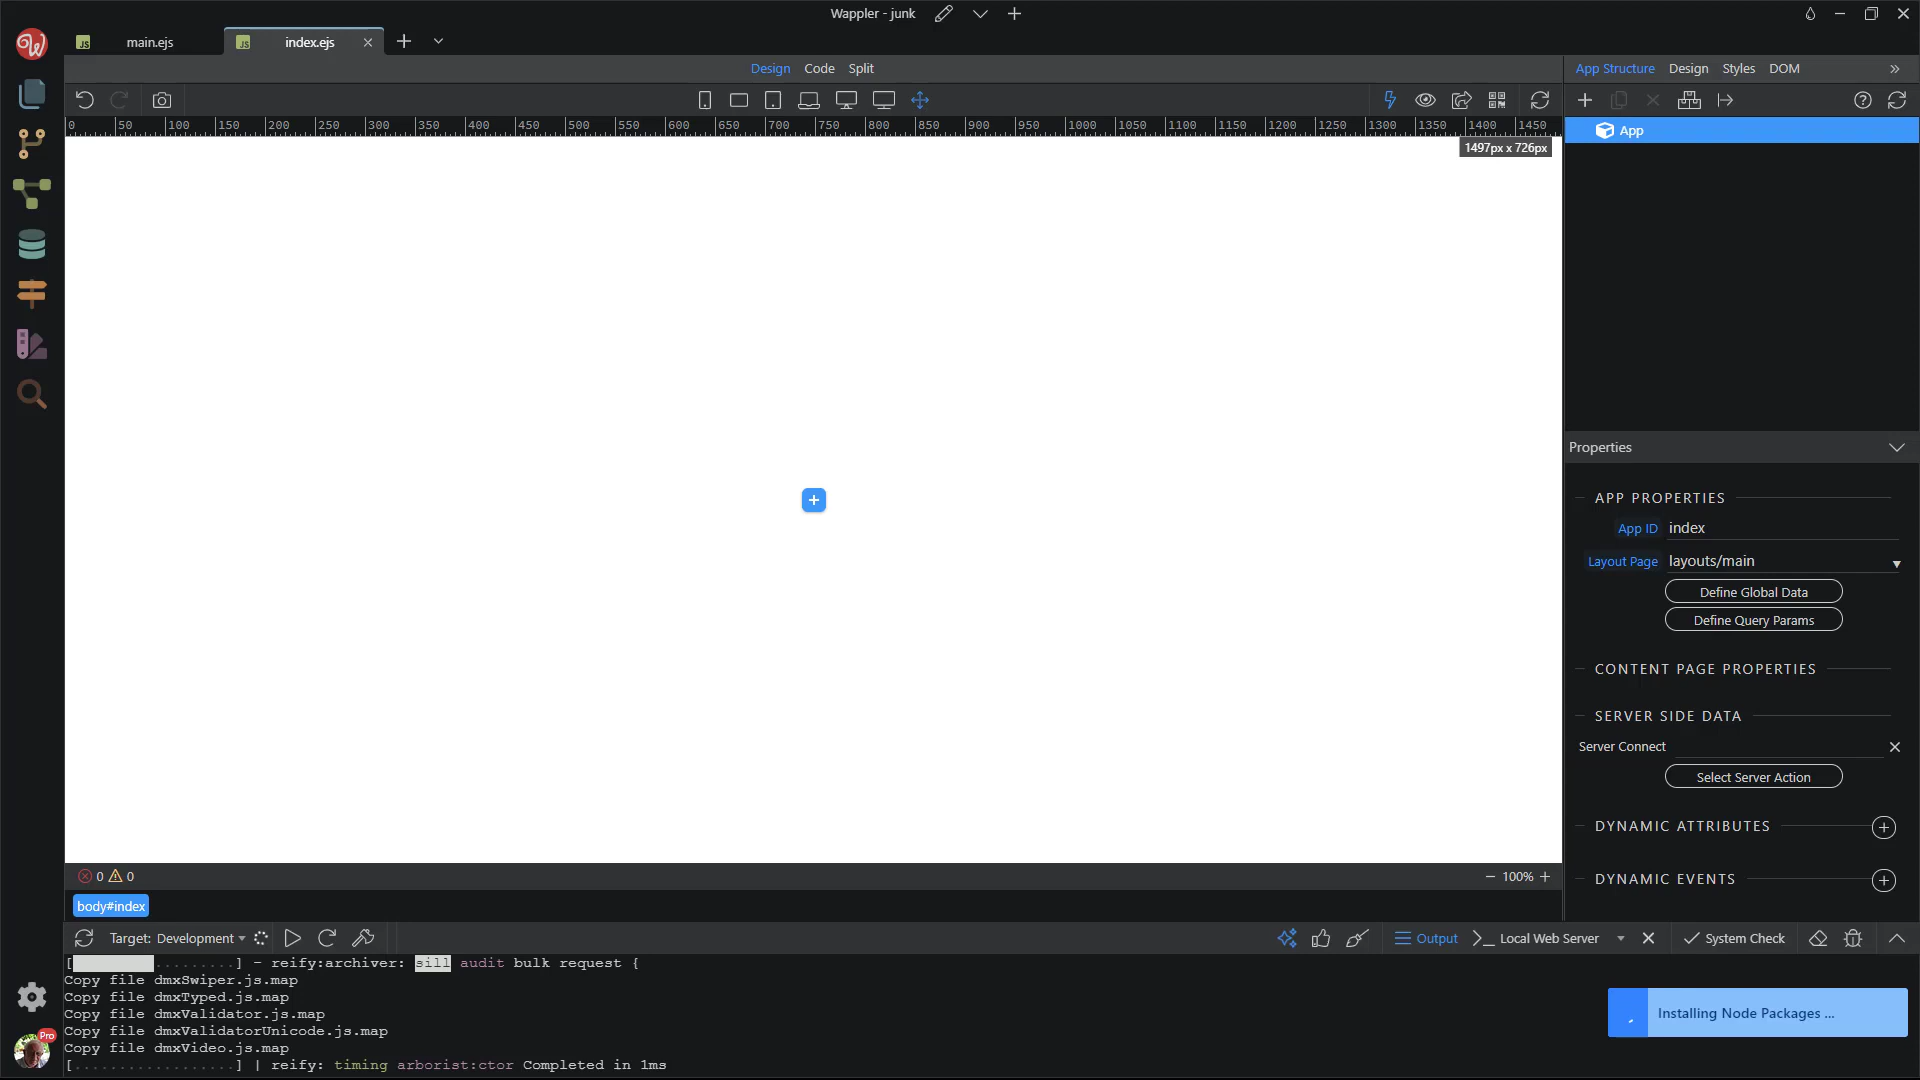 Wappler - junk
JS main.ejs
JS index.ejs
Design Code Split
App Structure Design Styles DOM
0 50 100 150 200 250 300 350 400 450 500 550 600 650 700 750 800 850 900 950 1000 1050 1100 1150 1200 1250 1300 1350 1400 1450
1497px x 726px
App
Properties
APP PROPERTIES
App ID index
Layout Page layouts/main
Define Global Data
Define Query Params
CONTENT PAGE PROPERTIES
SERVER SIDE DATA
Server Connect
Select Server Action
DYNAMIC ATTRIBUTES
DYNAMIC EVENTS
0 0
100%
body#index
Target: Development
Output
Local Web Server
System Check
[ .........] - reify:archiver: sill audit bulk request {
Copy file dmxSwiper.js.map
Copy file dmxTyped.js.map
Copy file dmxValidator.js.map
Copy file dmxValidatorUnicode.js.map
Copy file dmxVideo.js.map
[..................] | reify: timing arborist:ctor Completed in 1ms
Installing Node Packages ...
Pro